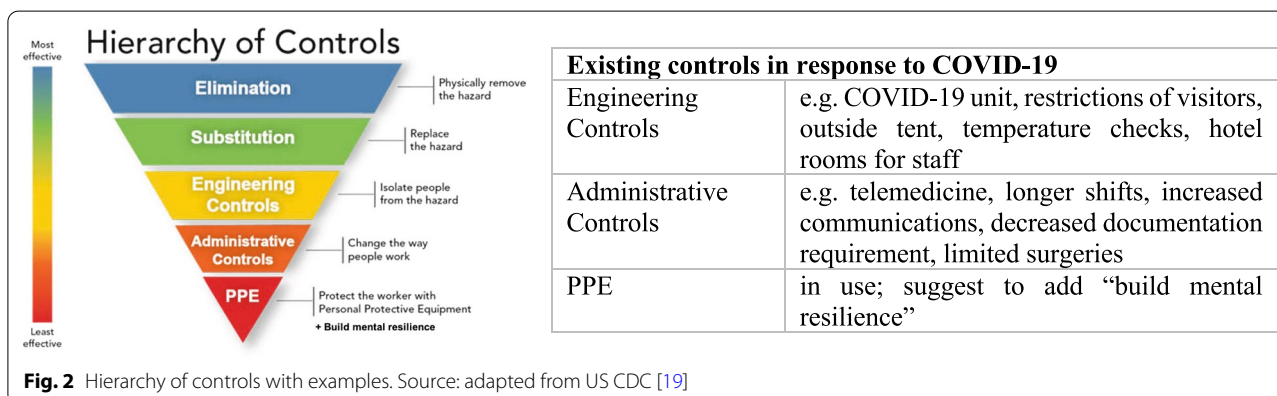 Hierarchy of Controls
Most
effective
Elimination
Physically remove
the hazard
Substitution
Replace
the hazard
Engineering
Controls
Isolate people
from the hazard
Administrative
Controls
Change the way
people work
PPE
Protect the worker with
Personal Protective Equipment
+ Build mental resilience
Least
effective
Existing controls in response to COVID-19
Engineering
Controls
e.g. COVID-19 unit, restrictions of visitors,
outside tent, temperature checks, hotel
rooms for staff
Administrative
Controls
e.g. telemedicine, longer shifts, increased
communications, decreased documentation
requirement, limited surgeries
PPE
in use; suggest to add “build mental
resilience”
Fig. 2 Hierarchy of controls with examples. Source: adapted from US CDC [19]